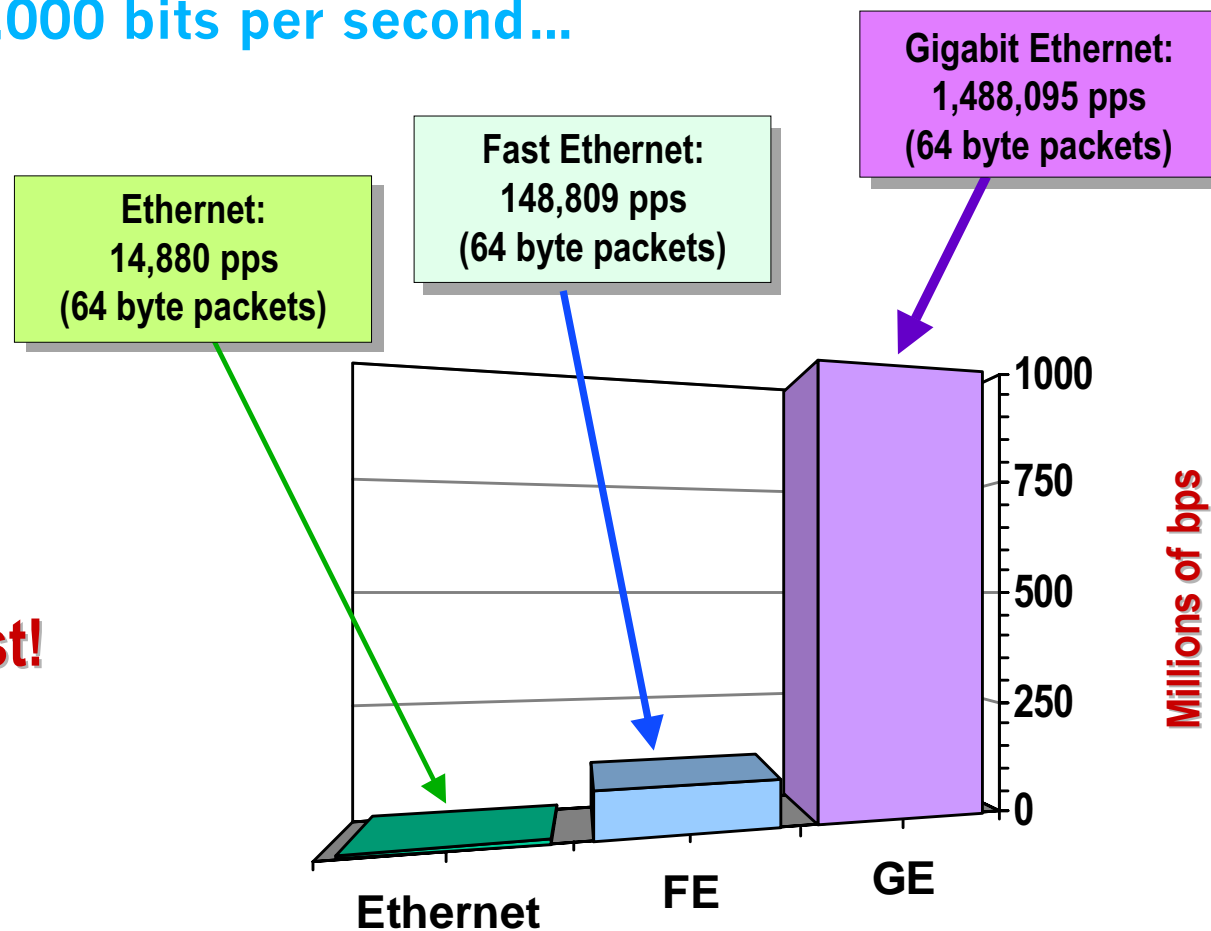 ,000 bits per second...
Gigabit Ethernet:
1,488,095 pps
(64 byte packets)
Fast Ethernet:
148,809 pps
(64 byte packets)
Ethernet:
14,880 pps
(64 byte packets)
1000
750
500
250
0
Millions of bps
st!
Ethernet
FE
GE